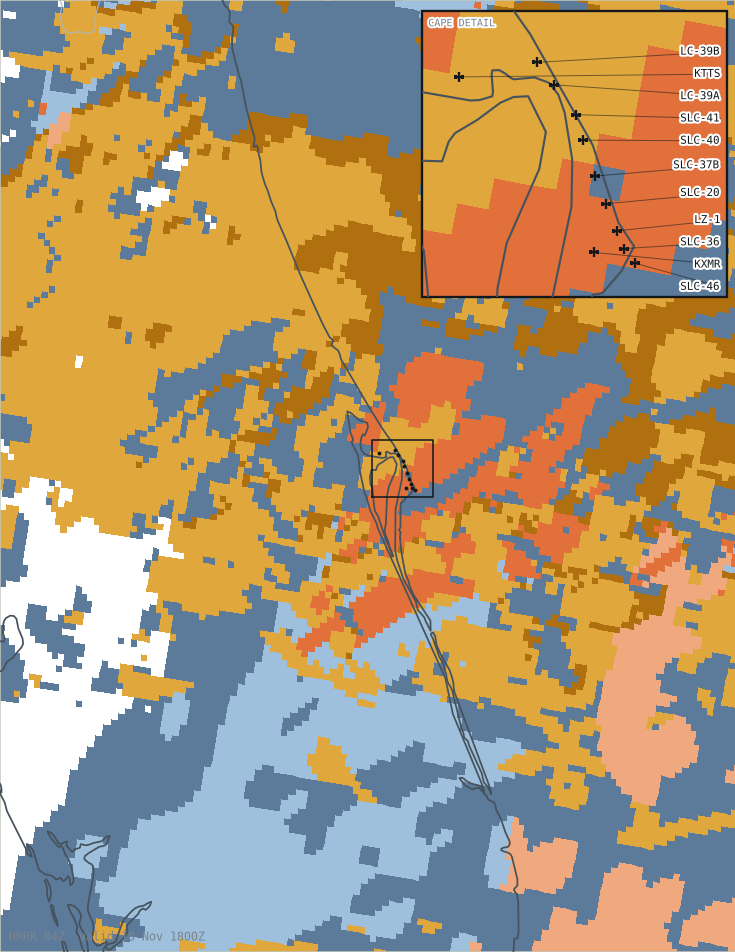 CAPE DETAIL
LC-39B
KTTS
LC-39A
SLC-41
SLC-40
SLC-37B
SLC-20
LZ-1
SLC-36
KXMR
SLC-46
HRRR 04Z Nov 1800Z